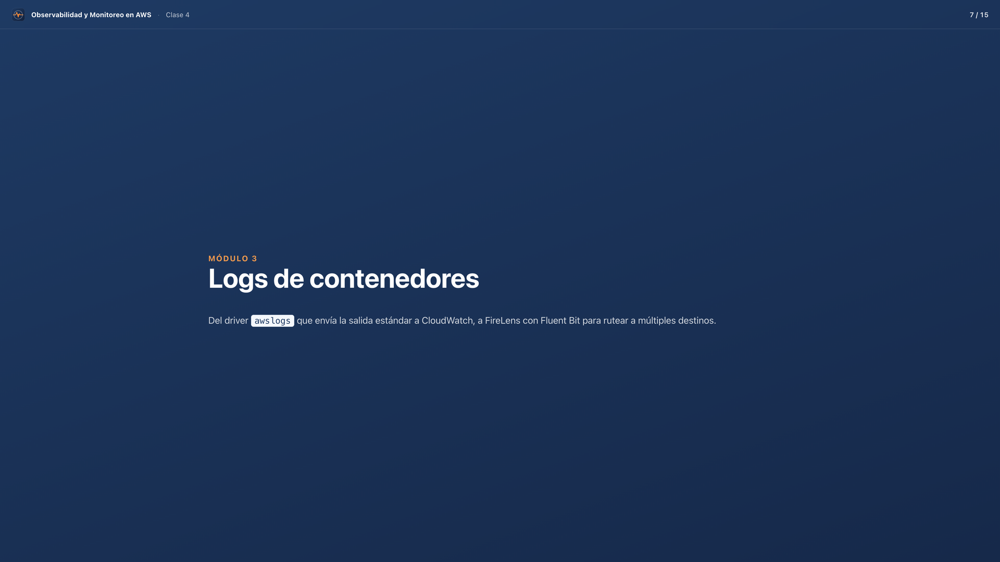 Observabilidad y Monitoreo en AWS · Clase 4
7 / 15
MÓDULO 3
Logs de contenedores
Del driver awslogs que envía la salida estándar a CloudWatch, a FireLens con Fluent Bit para rutear a múltiples destinos.